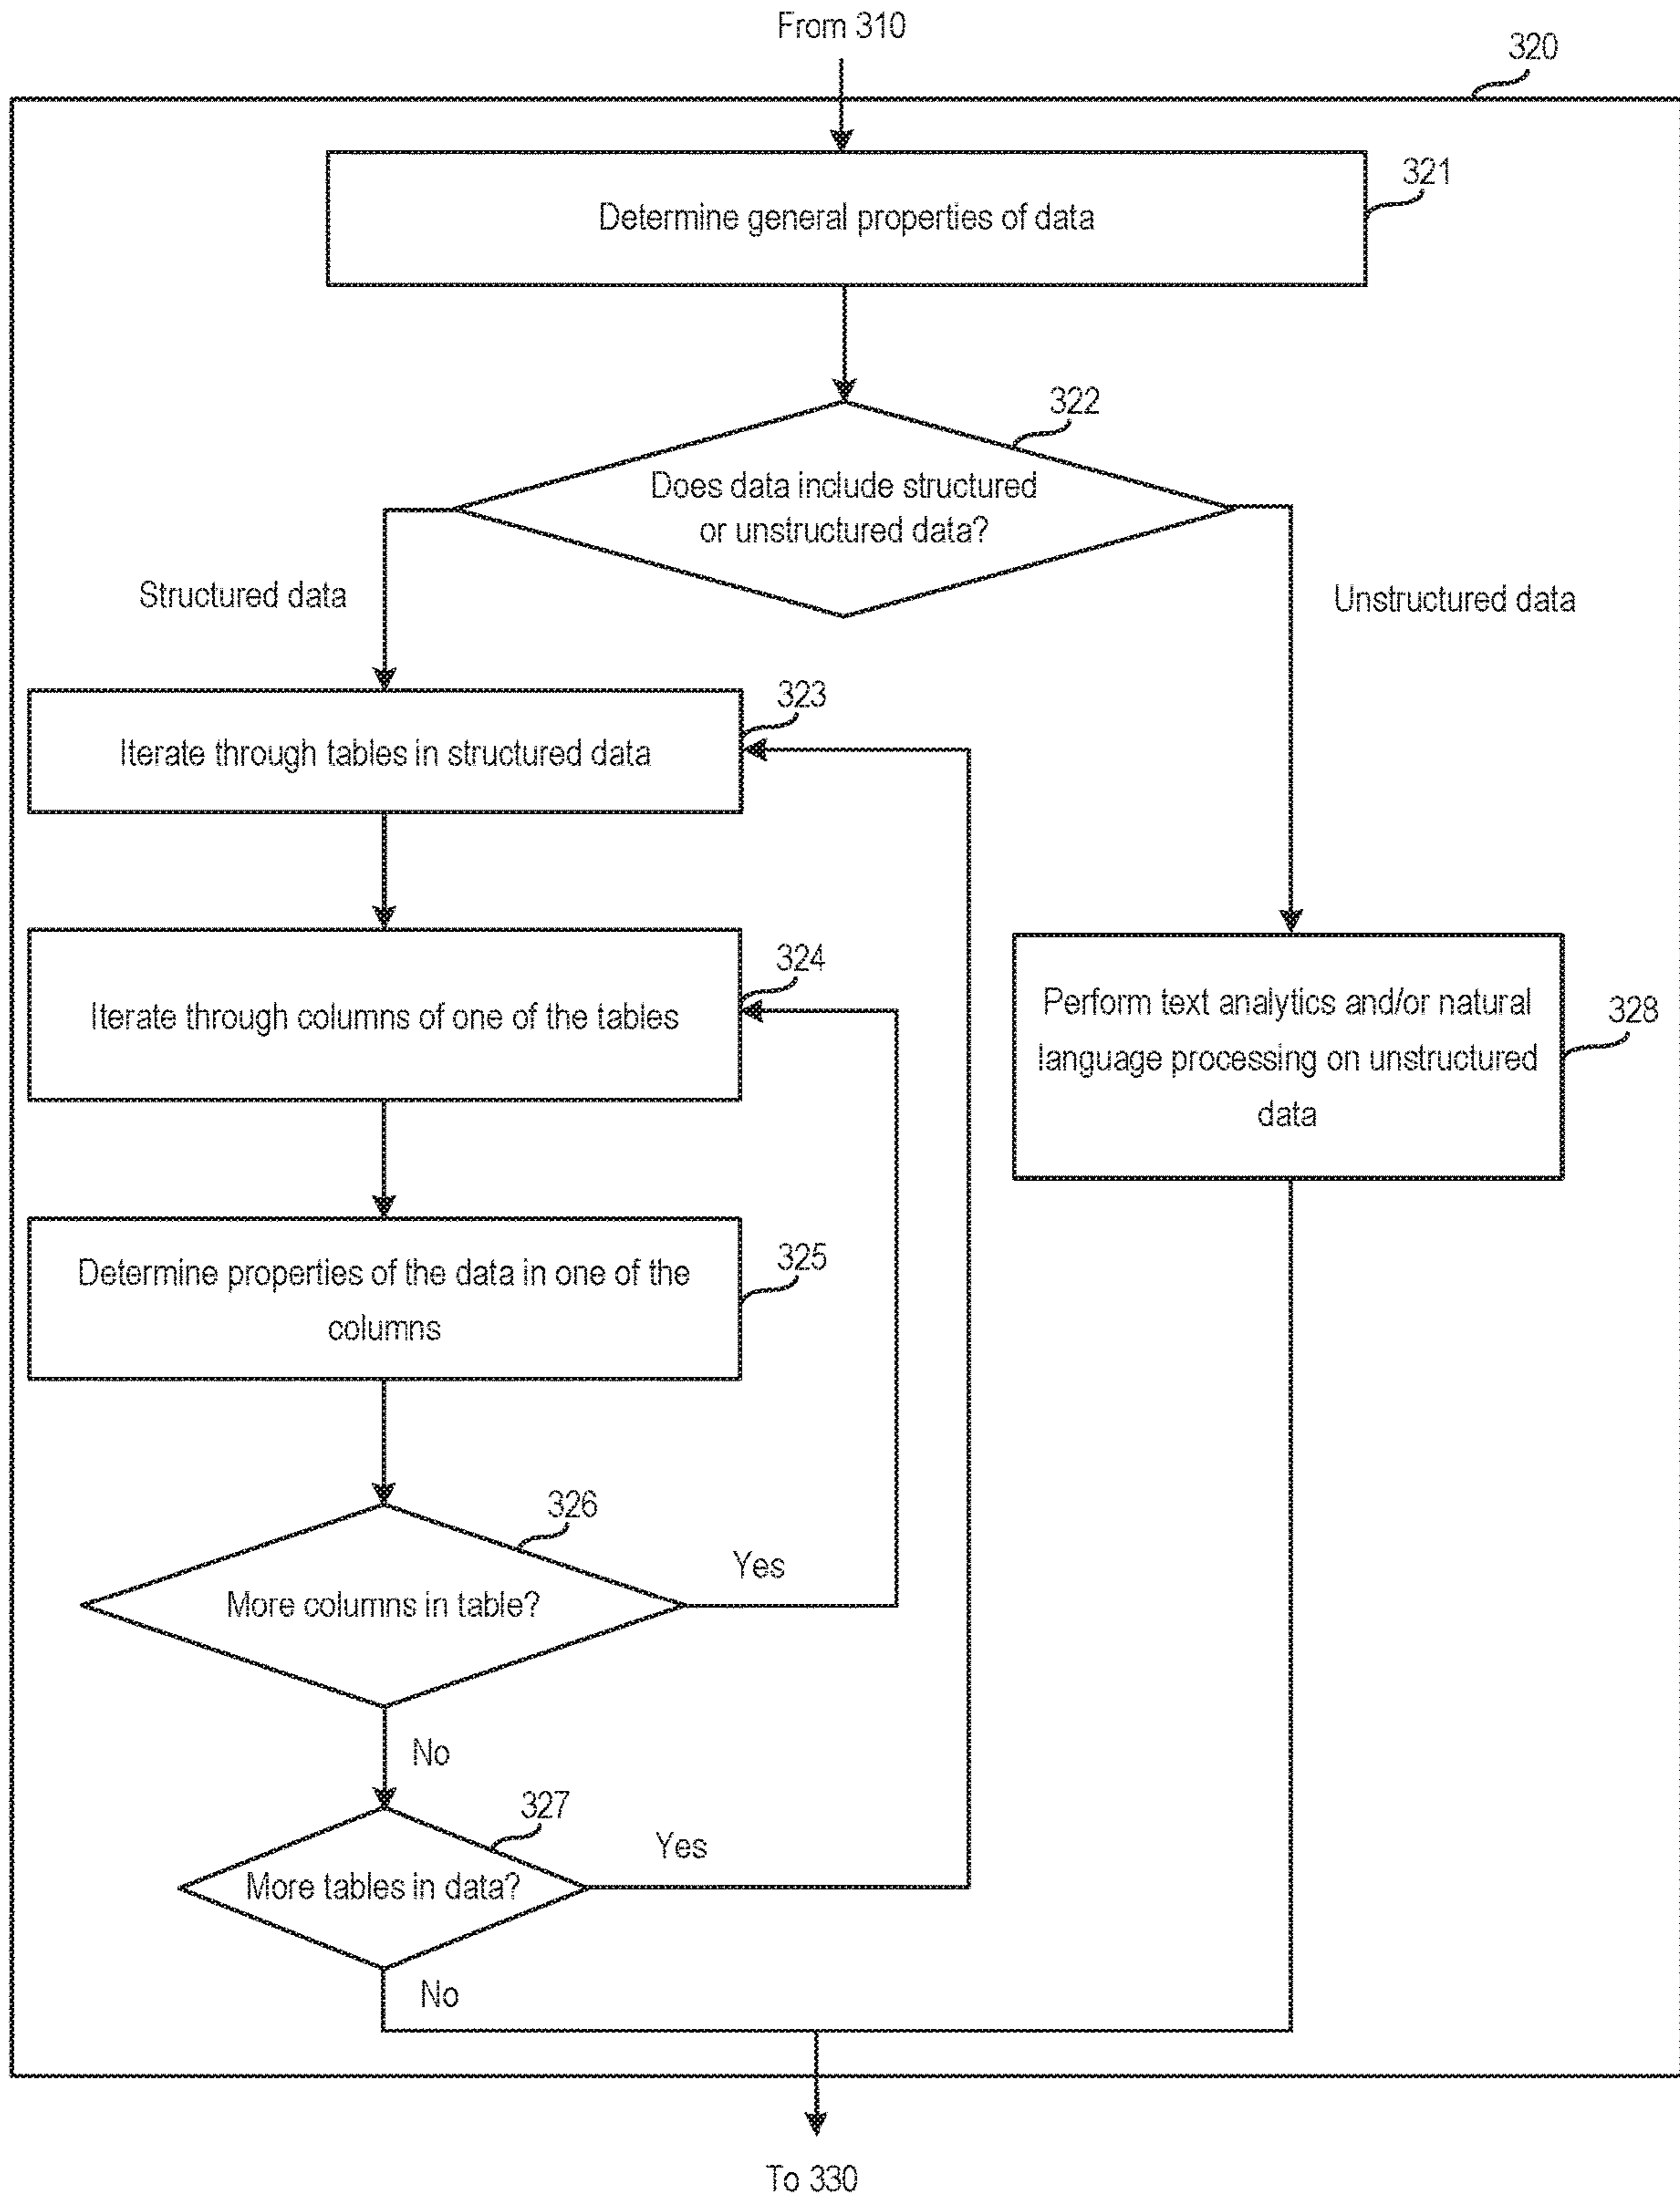 From 310
320
321
Determine general properties of data
322
Does data include structured
or unstructured data?
Structured data
Unstructured data
323
Iterate through tables in structured data
324
Iterate through columns of one of the tables
Perform text analytics and/or natural
language processing on unstructured
data
328
325
Determine properties of the data in one of the
columns
326
Yes
More columns in table?
No
327
Yes
More tables in data?
No
To 330